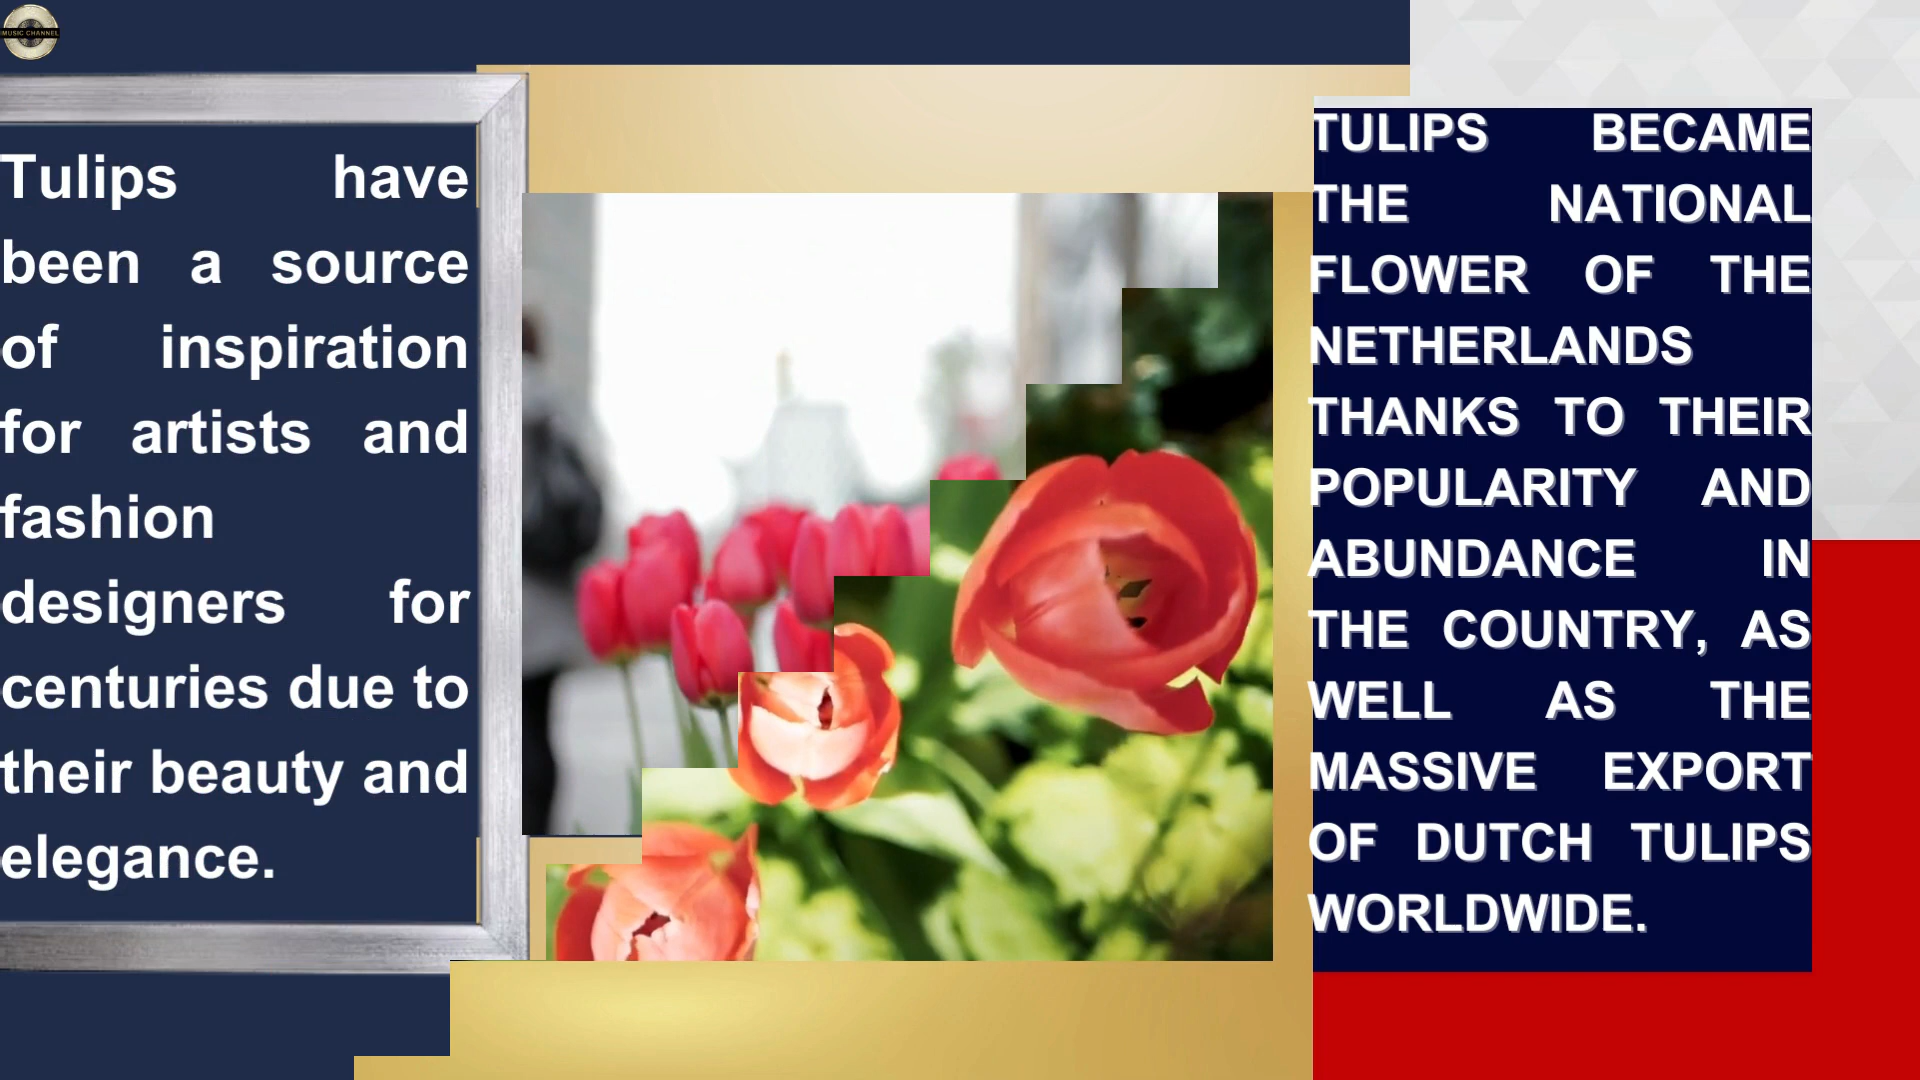 MUSIC CHANNEL
Tulips have
been a source
of inspiration
for artists and
fashion
designers for
centuries due to
their beauty and
elegance.
TULIPS BECAME
THE NATIONAL
FLOWER OF THE
NETHERLANDS
THANKS TO THEIR
POPULARITY AND
ABUNDANCE IN
THE COUNTRY, AS
WELL AS THE
MASSIVE EXPORT
OF DUTCH TULIPS
WORLDWIDE.